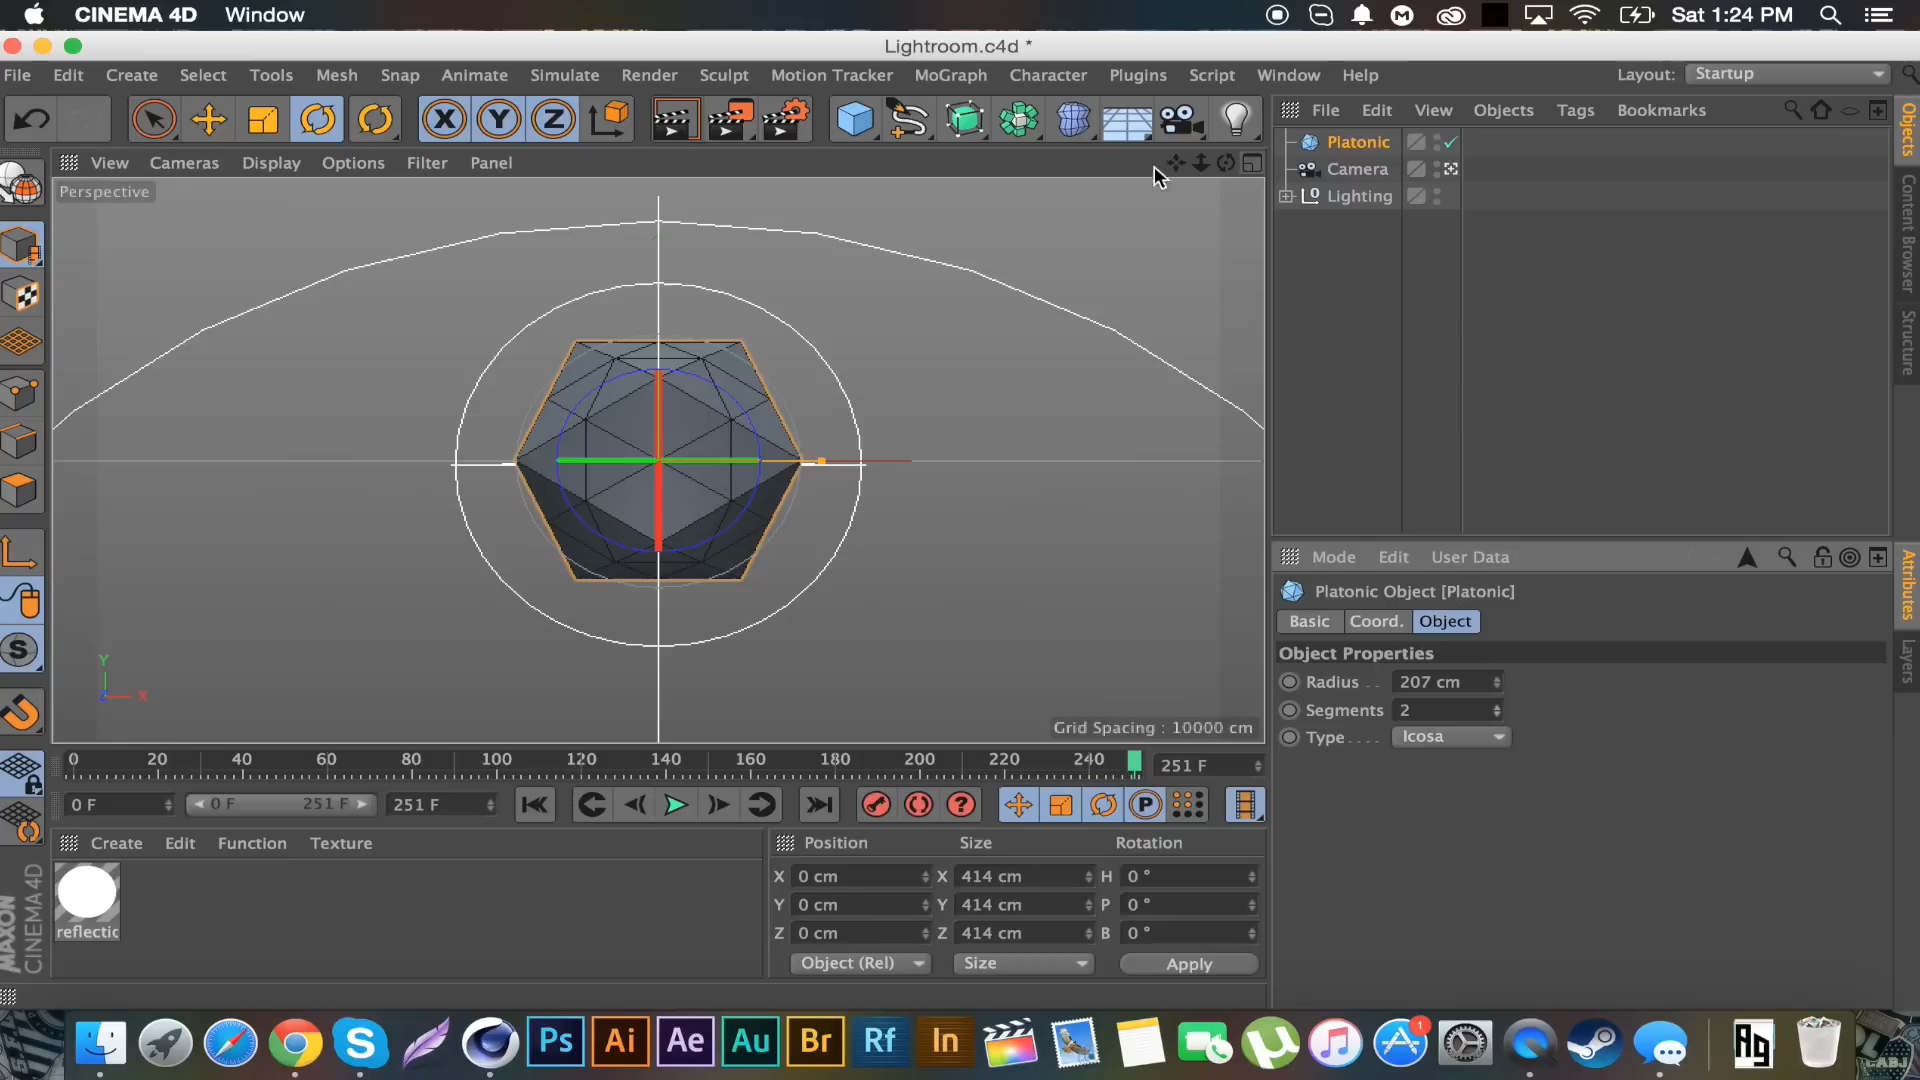 CINEMA 4D Window Sat 1:24 PM
Lightroom.c4d *
File Edit Create Select Tools Mesh Snap Animate Simulate Render Sculpt Motion Tracker MoGraph Character Plugins Script Window Help Layout: Startup
X Y Z
File Edit View Objects Tags Bookmarks
Platonic
Camera
Lighting
Objects
Content Browser
Structure
View Cameras Display Options Filter Panel
Perspective
Y
Z X
Grid Spacing : 10000 cm
Mode Edit User Data
Platonic Object [Platonic]
Basic Coord. Object
Object Properties
Radius .. 207 cm
Segments 2
Type.... Icosa
Attributes
Layers
0 20 40 60 80 100 120 140 160 180 200 220 240 251 F
0 F 0 F 251 F 251 F
P
Create Edit Function Texture
reflectic
MAXON
CINEMA 4D
Position Size Rotation
X 0 cm X 414 cm H 0 °
Y 0 cm Y 414 cm P 0 °
Z 0 cm Z 414 cm B 0 °
Object (Rel) Size Apply
S Ps Ai Ae Au Br Rf In 1 Ag